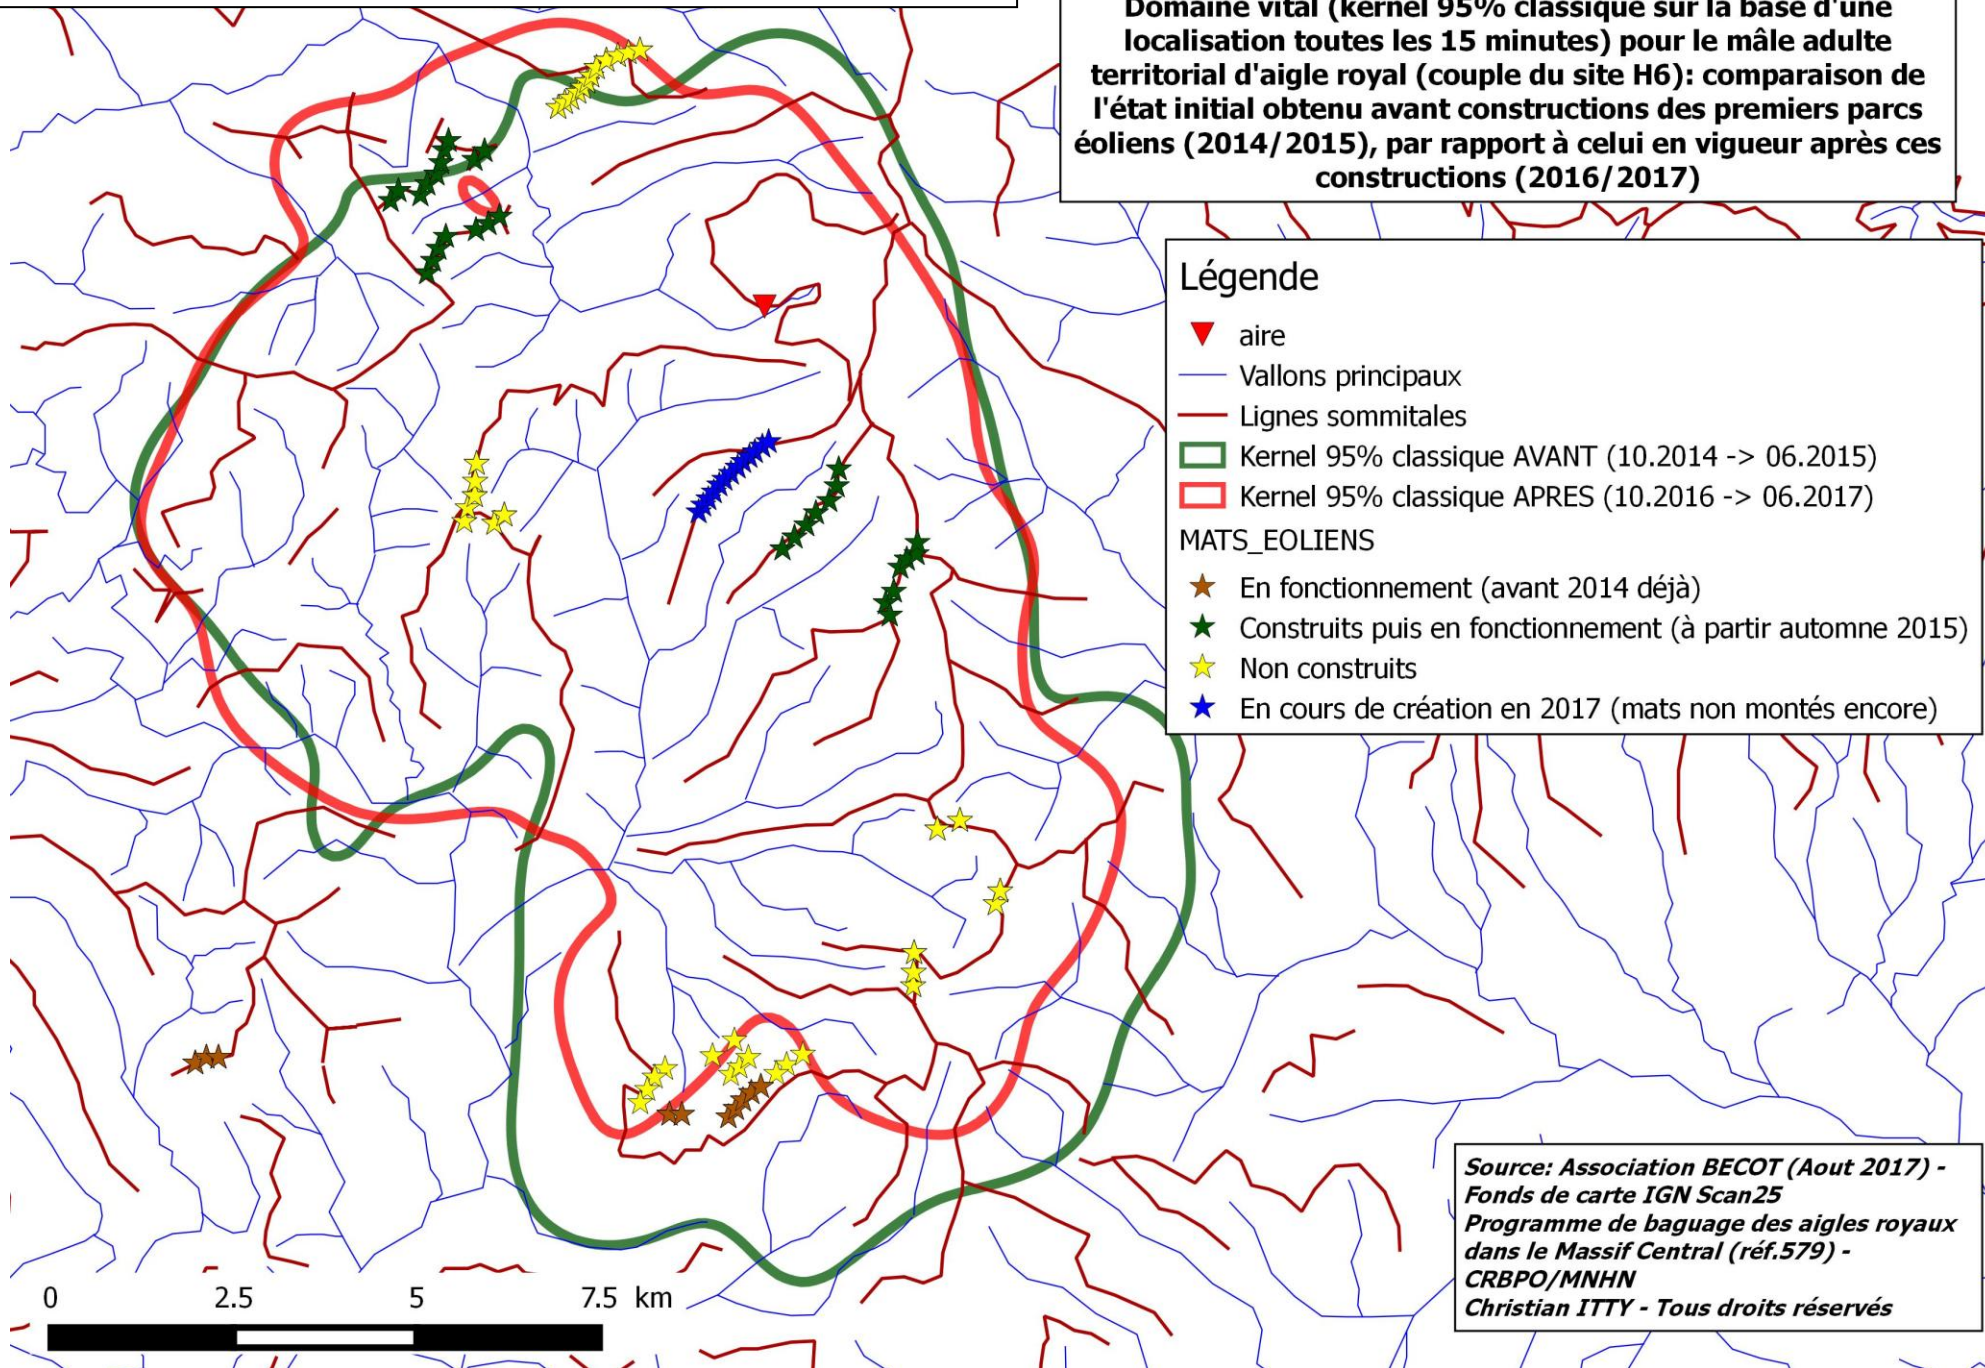 Domaine vital (kernel 95% classique sur la base d'une
localisation toutes les 15 minutes) pour le mâle adulte
territorial d'aigle royal (couple du site H6): comparaison de
l'état initial obtenu avant constructions des premiers parcs
éoliens (2014/2015), par rapport à celui en vigueur après ces
constructions (2016/2017)
Légende
aire
Vallons principaux
Lignes sommitales
Kernel 95% classique AVANT (10.2014 -> 06.2015)
Kernel 95% classique APRES (10.2016 -> 06.2017)
MATS_EOLIENS
En fonctionnement (avant 2014 déjà)
Construits puis en fonctionnement (à partir automne 2015)
Non construits
En cours de création en 2017 (mats non montés encore)
Source: Association BECOT (Aout 2017) -
Fonds de carte IGN Scan25
Programme de baguage des aigles royaux
dans le Massif Central (réf.579) -
CRBPO/MNHN
Christian ITTY - Tous droits réservés
0 2.5 5 7.5 km